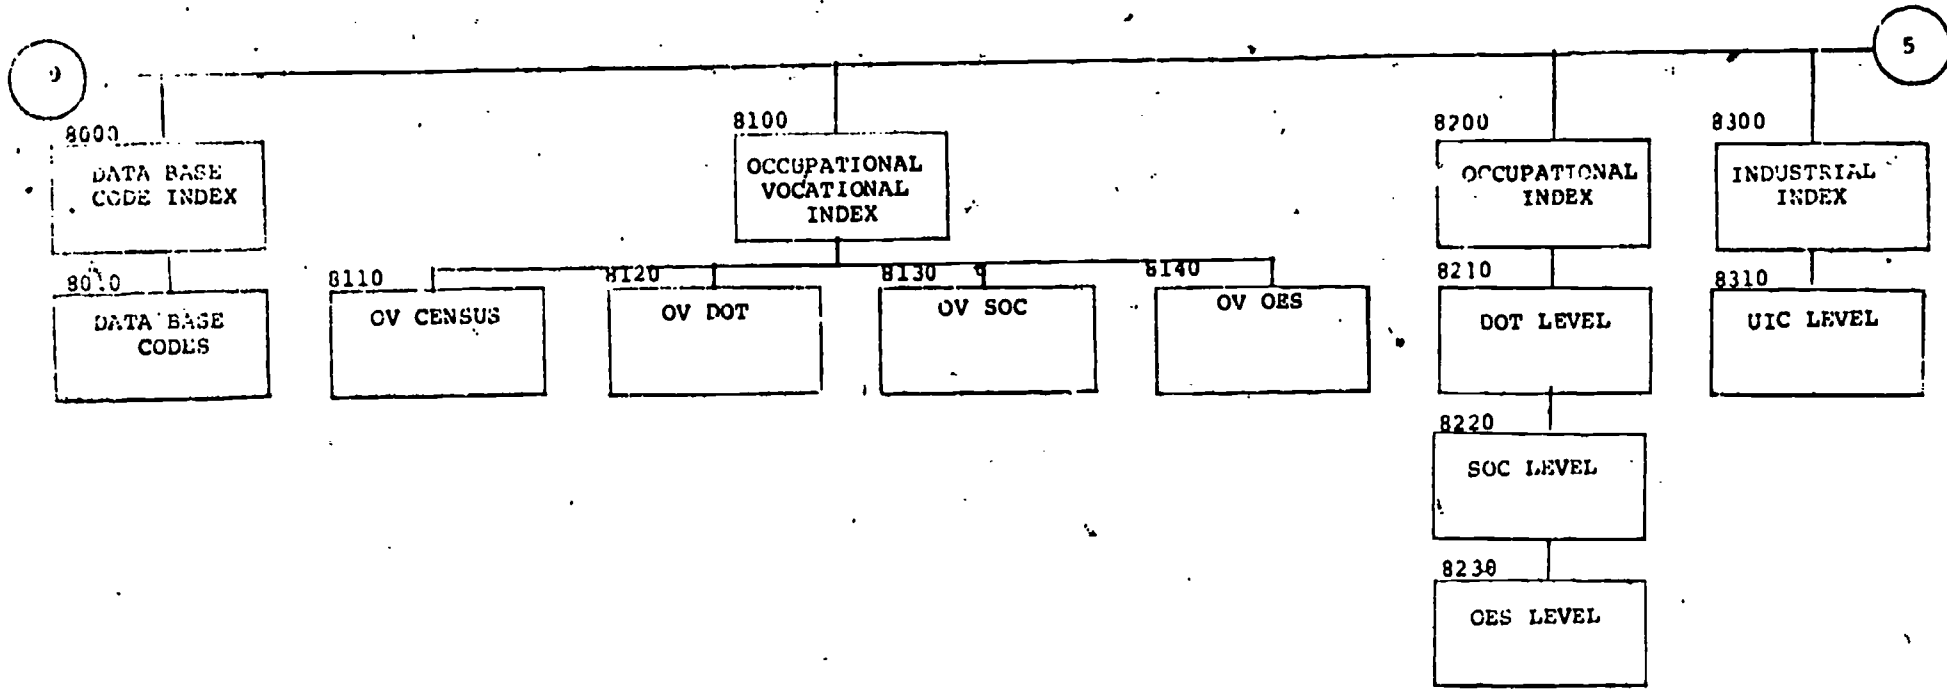 5
8000
DATA BASE
CODE INDEX
8100
OCCUPATIONAL
VOCATIONAL
INDEX
8200
OCCUPATIONAL
INDEX
8300
INDUSTRIAL
INDEX
8010
DATA BASE
CODES
8110
OV CENSUS
8120
OV DOT
8130
OV SOC
8140
OV OES
8210
DOT LEVEL
8310
UIC LEVEL
8220
SOC LEVEL
8230
OES LEVEL